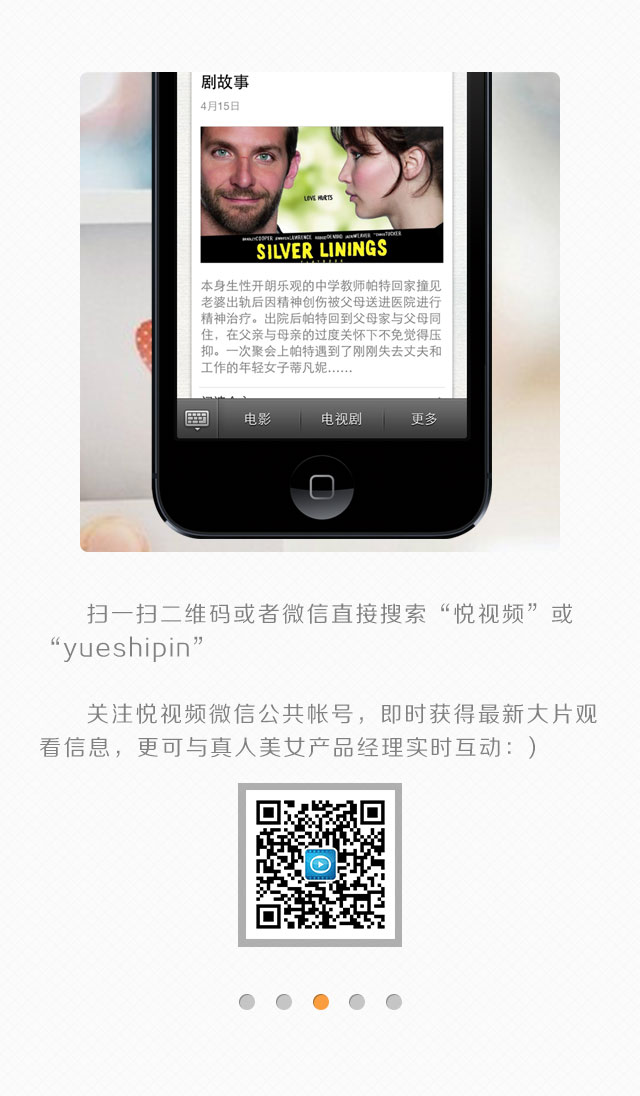 剧故事
4月15日
LOVE HURTS
SILVER LININGS
本身生性开朗乐观的中学教师帕特回家撞见
老婆出轨后因精神创伤被父母送进医院进行
精神治疗。出院后帕特回到父母家与父母同
住，在父亲与母亲的过度关怀下不免觉得压
抑。一次聚会上帕特遇到了刚刚失去丈夫和
工作的年轻女子蒂凡妮……
电影 电视剧 更多
扫一扫二维码或者微信直接搜索“悦视频”或
“yueshipin”
关注悦视频微信公共帐号，即时获得最新大片观
看信息，更可与真人美女产品经理实时互动：)